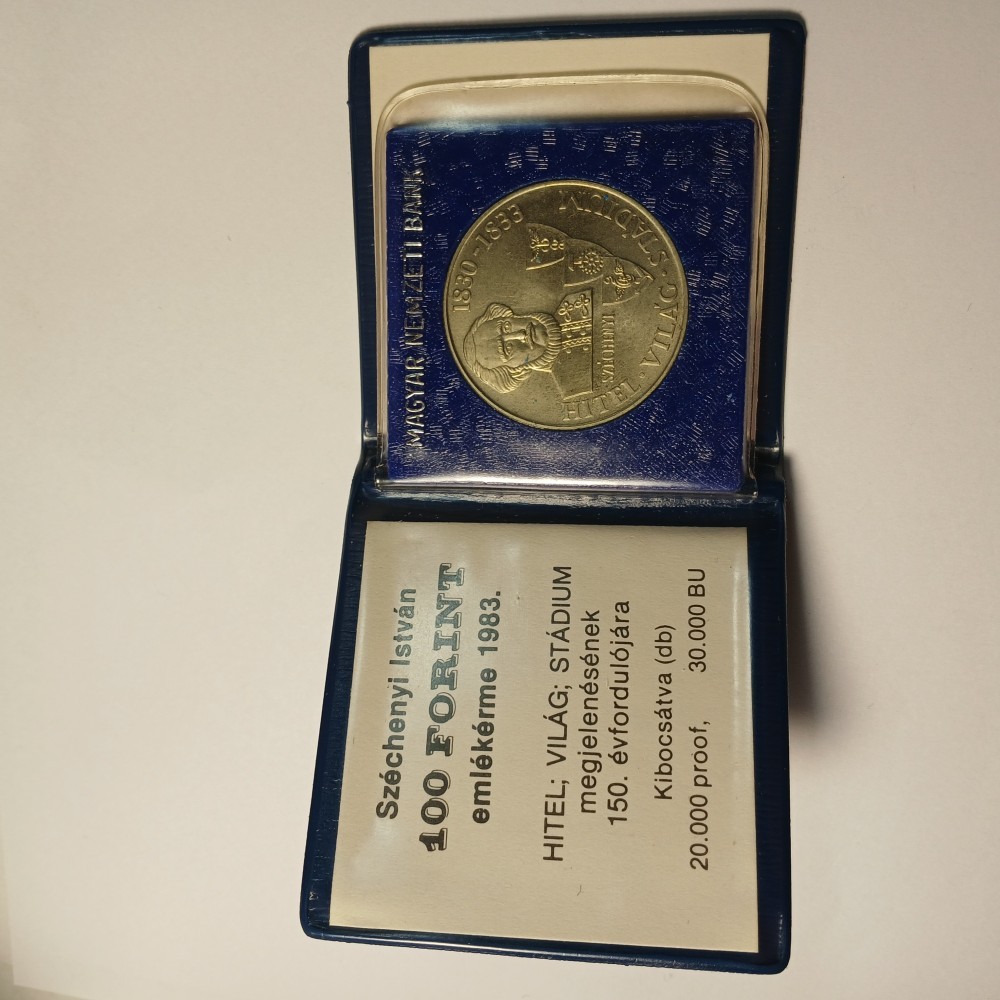 Széchenyi István
100 FORINT
emlékérme 1983.
HITEL; VILÁG; STÁDIUM
megjelenésének
150. évfordulójára
Kibocsátva (db)
20.000 proof, 30.000 BU
MAGYAR NEMZETI BANK
1830-1833
SZÉCHENYI
HITEL·VILÁG·STÁDIUM